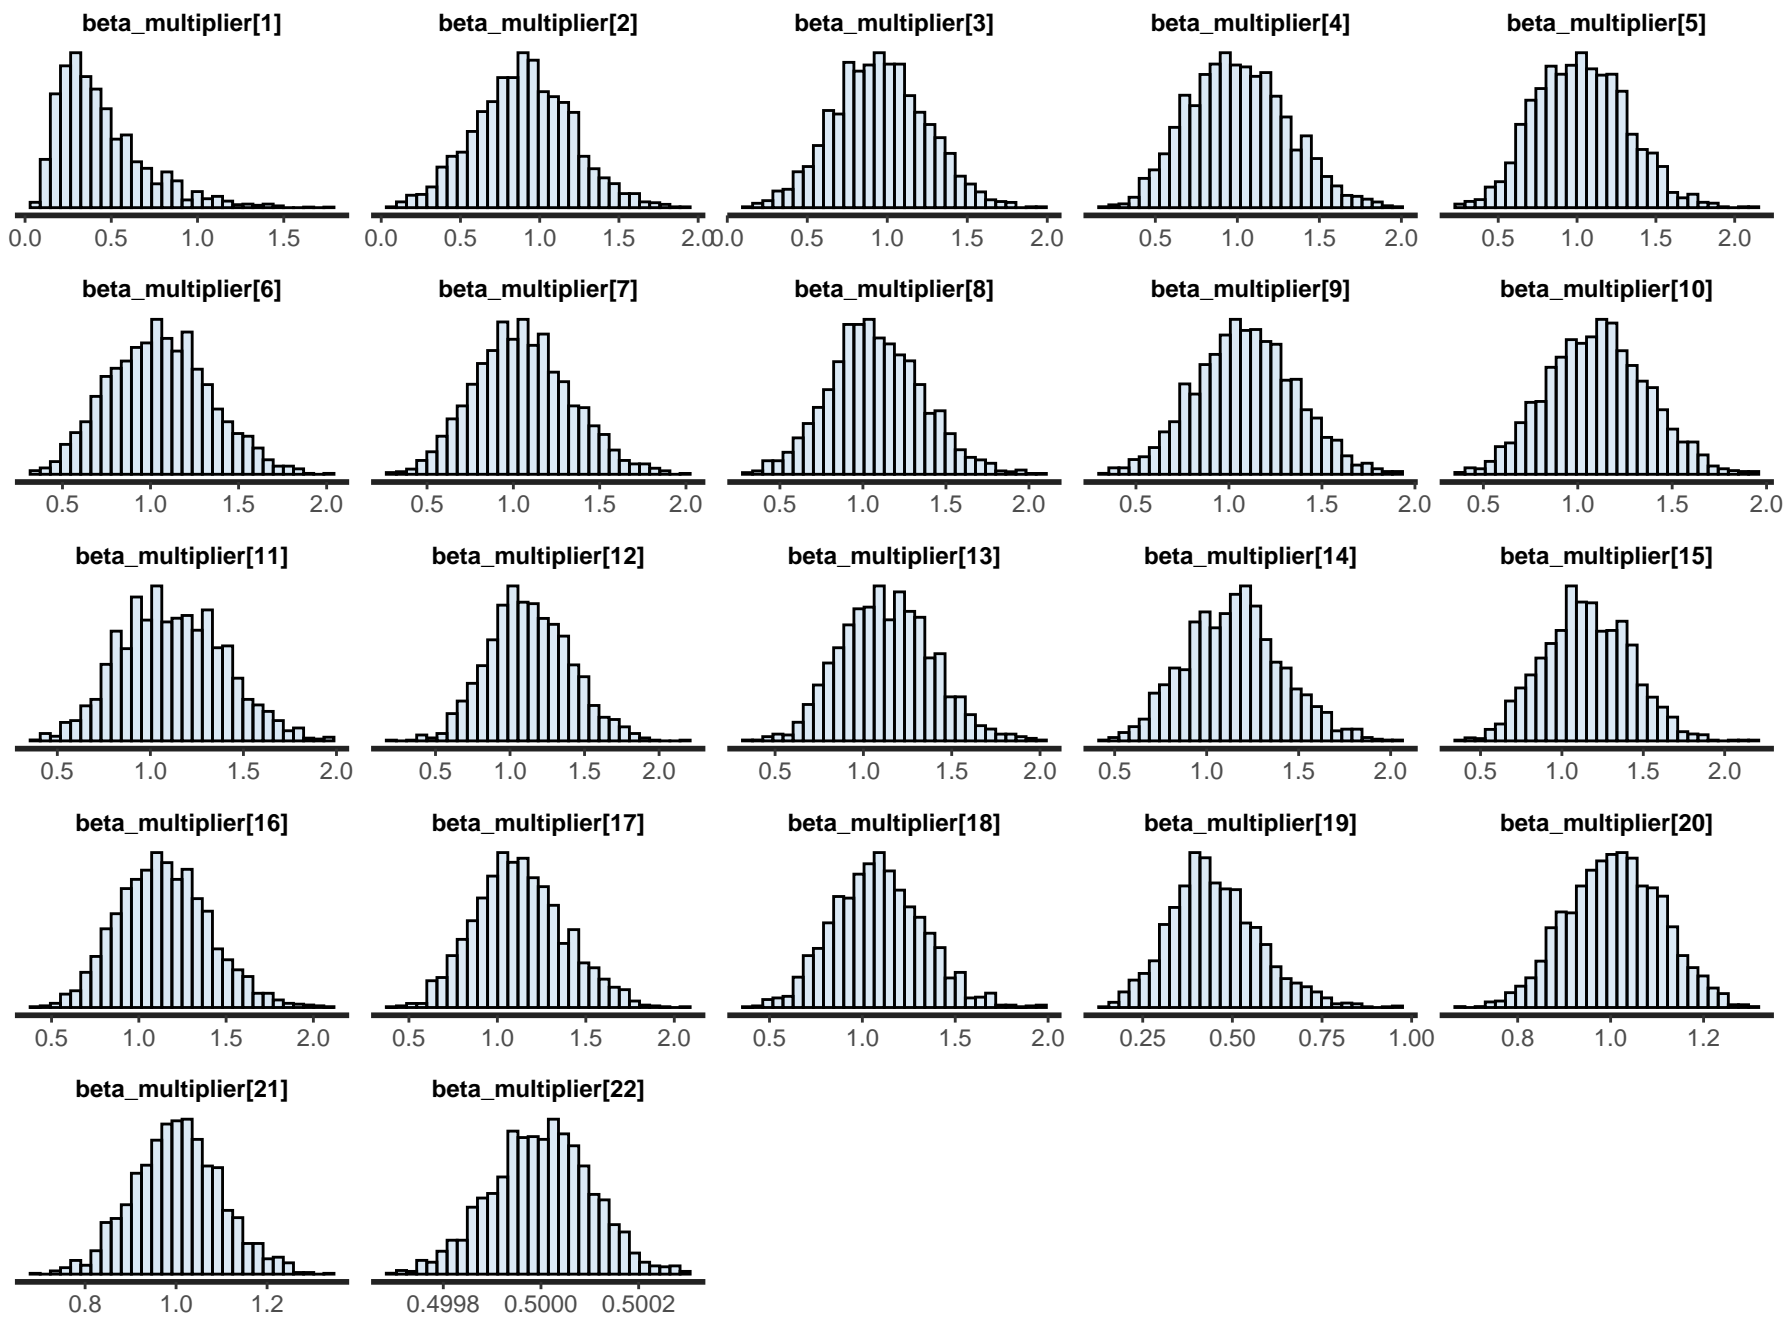 beta_multiplier[1] beta_multiplier[2] beta_multiplier[3] beta_multiplier[4] beta_multiplier[5]
0.0 0.5 1.0 1.5 0.0 0.5 1.0 1.5 2.0 0.0 0.5 1.0 1.5 2.0 0.5 1.0 1.5 2.0 0.5 1.0 1.5 2.0
beta_multiplier[6] beta_multiplier[7] beta_multiplier[8] beta_multiplier[9] beta_multiplier[10]
0.5 1.0 1.5 2.0 0.5 1.0 1.5 2.0 0.5 1.0 1.5 2.0 0.5 1.0 1.5 2.0 0.5 1.0 1.5 2.0
beta_multiplier[11] beta_multiplier[12] beta_multiplier[13] beta_multiplier[14] beta_multiplier[15]
0.5 1.0 1.5 2.0 0.5 1.0 1.5 2.0 0.5 1.0 1.5 2.0 0.5 1.0 1.5 2.0 0.5 1.0 1.5 2.0
beta_multiplier[16] beta_multiplier[17] beta_multiplier[18] beta_multiplier[19] beta_multiplier[20]
0.5 1.0 1.5 2.0 0.5 1.0 1.5 2.0 0.5 1.0 1.5 2.0 0.25 0.50 0.75 1.00 0.8 1.0 1.2
beta_multiplier[21] beta_multiplier[22]
0.8 1.0 1.2 0.4998 0.5000 0.5002